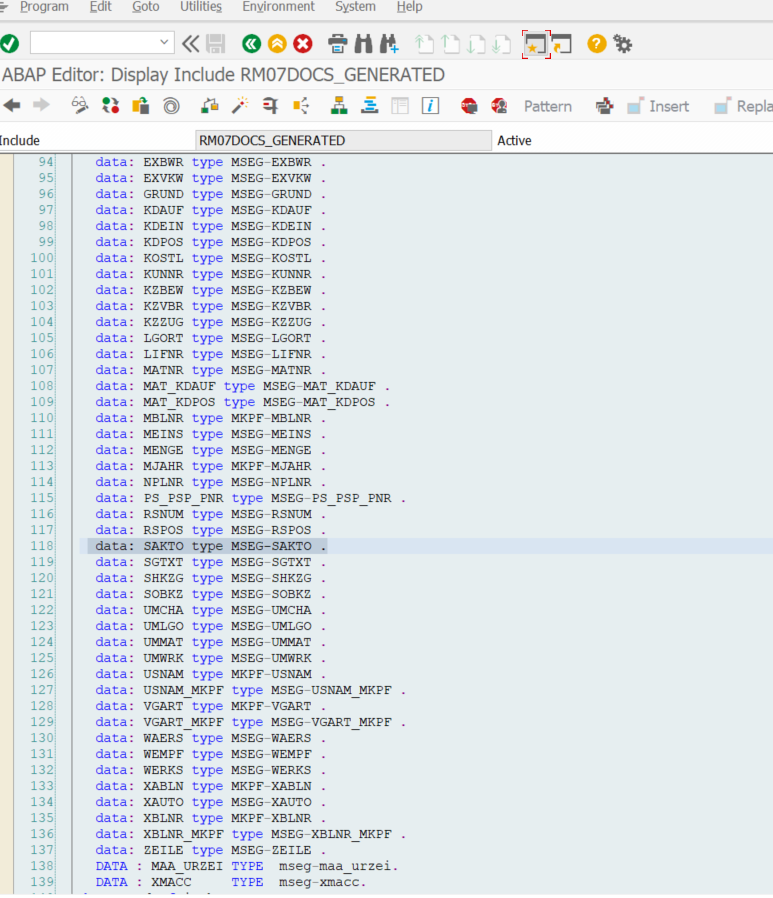 Program Edit Goto Utilities Environment System Help
ABAP Editor: Display Include RM07DOCS_GENERATED
Pattern Insert Repla
Include RM07DOCS_GENERATED Active
94 data: EXBWR type MSEG-EXBWR .
95 data: EXVKW type MSEG-EXVKW .
96 data: GRUND type MSEG-GRUND .
97 data: KDAUF type MSEG-KDAUF .
98 data: KDEIN type MSEG-KDEIN .
99 data: KDPOS type MSEG-KDPOS .
100 data: KOSTL type MSEG-KOSTL .
101 data: KUNNR type MSEG-KUNNR .
102 data: KZBEW type MSEG-KZBEW .
103 data: KZVBR type MSEG-KZVBR .
104 data: KZZUG type MSEG-KZZUG .
105 data: LGORT type MSEG-LGORT .
106 data: LIFNR type MSEG-LIFNR .
107 data: MATNR type MSEG-MATNR .
108 data: MAT_KDAUF type MSEG-MAT_KDAUF .
109 data: MAT_KDPOS type MSEG-MAT_KDPOS .
110 data: MBLNR type MKPF-MBLNR .
111 data: MEINS type MSEG-MEINS .
112 data: MENGE type MSEG-MENGE .
113 data: MJAHR type MKPF-MJAHR .
114 data: NPLNR type MSEG-NPLNR .
115 data: PS_PSP_PNR type MSEG-PS_PSP_PNR .
116 data: RSNUM type MSEG-RSNUM .
117 data: RSPOS type MSEG-RSPOS .
118 data: SAKTO type MSEG-SAKTO .
119 data: SGTXT type MSEG-SGTXT .
120 data: SHKZG type MSEG-SHKZG .
121 data: SOBKZ type MSEG-SOBKZ .
122 data: UMCHA type MSEG-UMCHA .
123 data: UMLGO type MSEG-UMLGO .
124 data: UMMAT type MSEG-UMMAT .
125 data: UMWRK type MSEG-UMWRK .
126 data: USNAM type MKPF-USNAM .
127 data: USNAM_MKPF type MSEG-USNAM_MKPF .
128 data: VGART type MKPF-VGART .
129 data: VGART_MKPF type MSEG-VGART_MKPF .
130 data: WAERS type MSEG-WAERS .
131 data: WEMPF type MSEG-WEMPF .
132 data: WERKS type MSEG-WERKS .
133 data: XABLN type MKPF-XABLN .
134 data: XAUTO type MSEG-XAUTO .
135 data: XBLNR type MKPF-XBLNR .
136 data: XBLNR_MKPF type MSEG-XBLNR_MKPF .
137 data: ZEILE type MSEG-ZEILE .
138 DATA : MAA_URZEI TYPE mseg-maa_urzei.
139 DATA : XMACC TYPE mseg-xmacc.